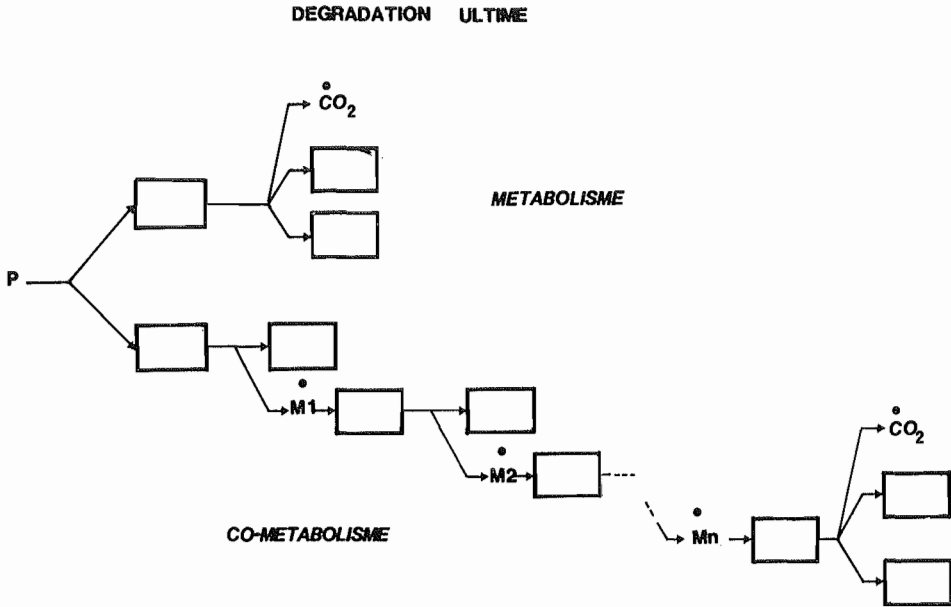 DEGRADATION ULTIME
CO2
METABOLISME
P
M1
M2
CO2
Mn
CO-METABOLISME